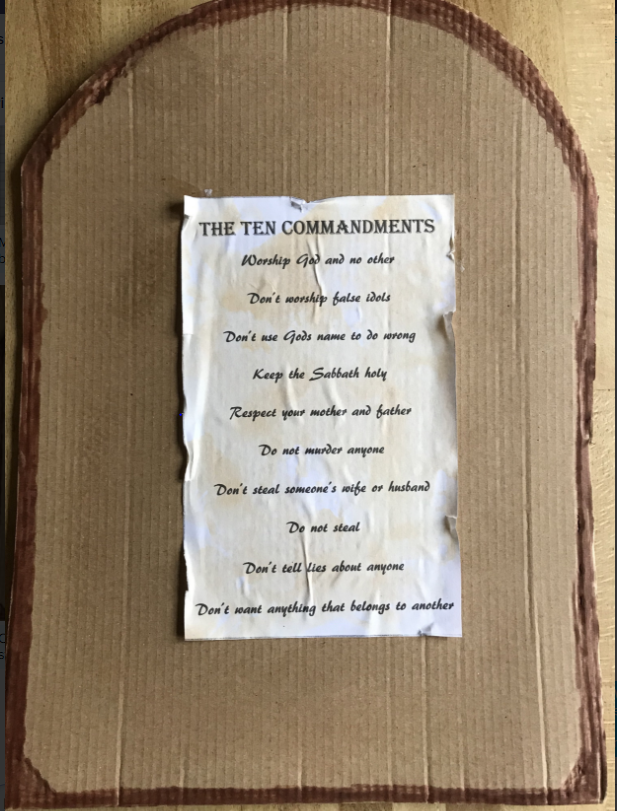 THE TEN COMMANDMENTS
Worship God and no other
Don't worship false idols
Don't use Gods name to do wrong
Keep the Sabbath holy
Respect your mother and father
Do not murder anyone
Don't steal someone's wife or husband
Do not steal
Don't tell lies about anyone
Don't want anything that belongs to another